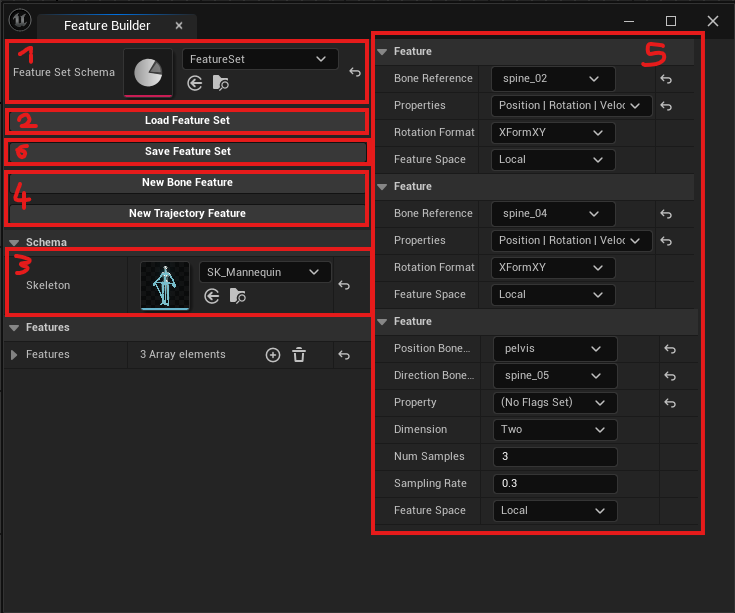 Feature Builder
1
Feature Set Schema
FeatureSet
2
Load Feature Set
6
Save Feature Set
4
New Bone Feature
New Trajectory Feature
Schema
3
Skeleton
SK_Mannequin
Features
Features
3 Array elements
5
Feature
Bone Reference
spine_02
Properties
Position | Rotation | Veloc
Rotation Format
XFormXY
Feature Space
Local
Feature
Bone Reference
spine_04
Properties
Position | Rotation | Veloc
Rotation Format
XFormXY
Feature Space
Local
Feature
Position Bone...
pelvis
Direction Bone...
spine_05
Property
(No Flags Set)
Dimension
Two
Num Samples
3
Sampling Rate
0.3
Feature Space
Local